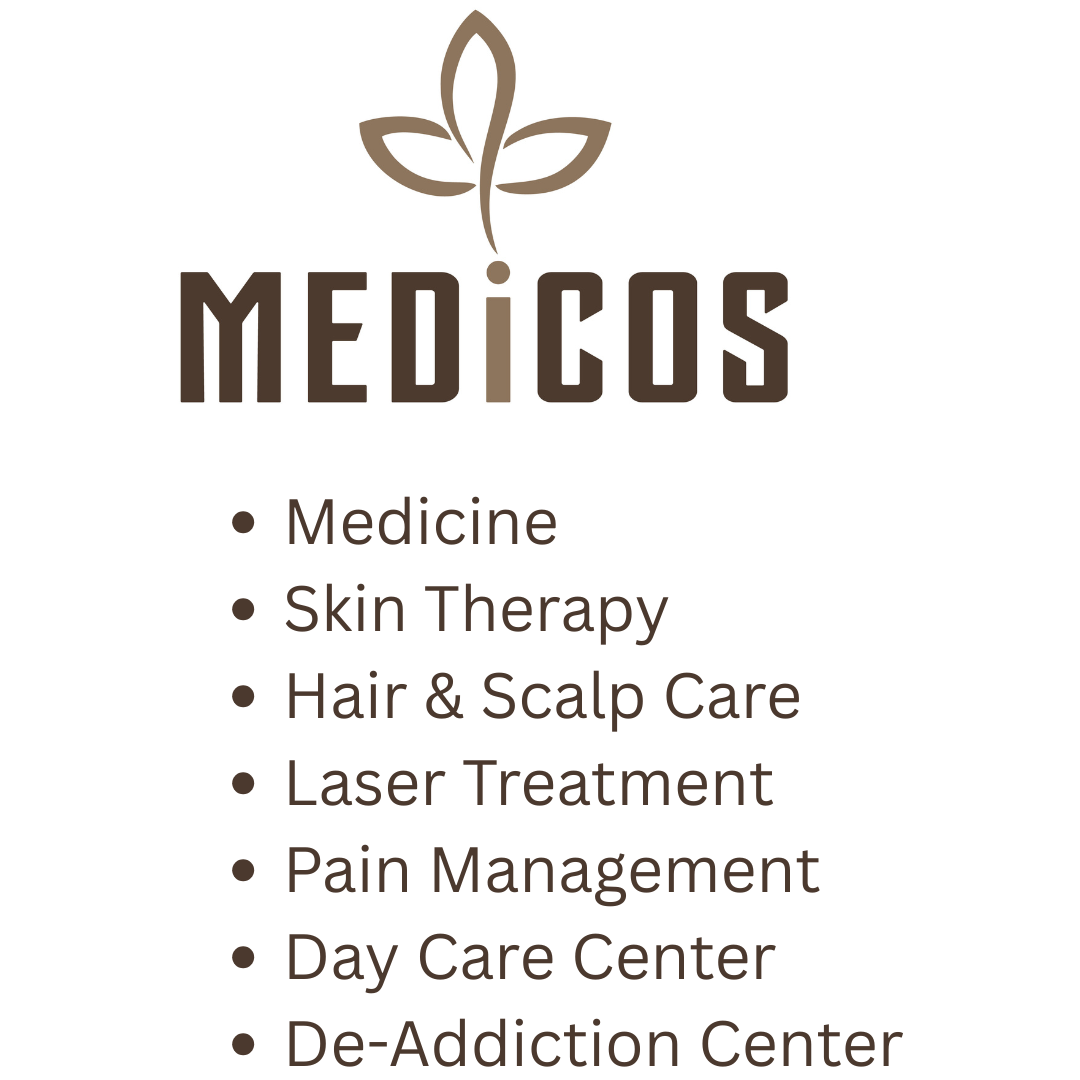 MEDiCOS
• Medicine
• Skin Therapy
• Hair & Scalp Care
• Laser Treatment
• Pain Management
• Day Care Center
• De-Addiction Center